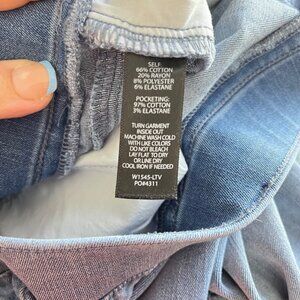 SELF
66% COTTON
20% RAYON
8% POLYESTER
6% ELASTANE
POCKETING:
97% COTTON
3% ELASTANE
TURN GARMENT
INSIDE OUT
MACHINE WASH COLD
WITH LIKE COLORS
DO NOT BLEACH
LAY FLAT TO DRY
OR LINE DRY
COOL IRON IF NEEDED
W1545-LTV
PO#4311